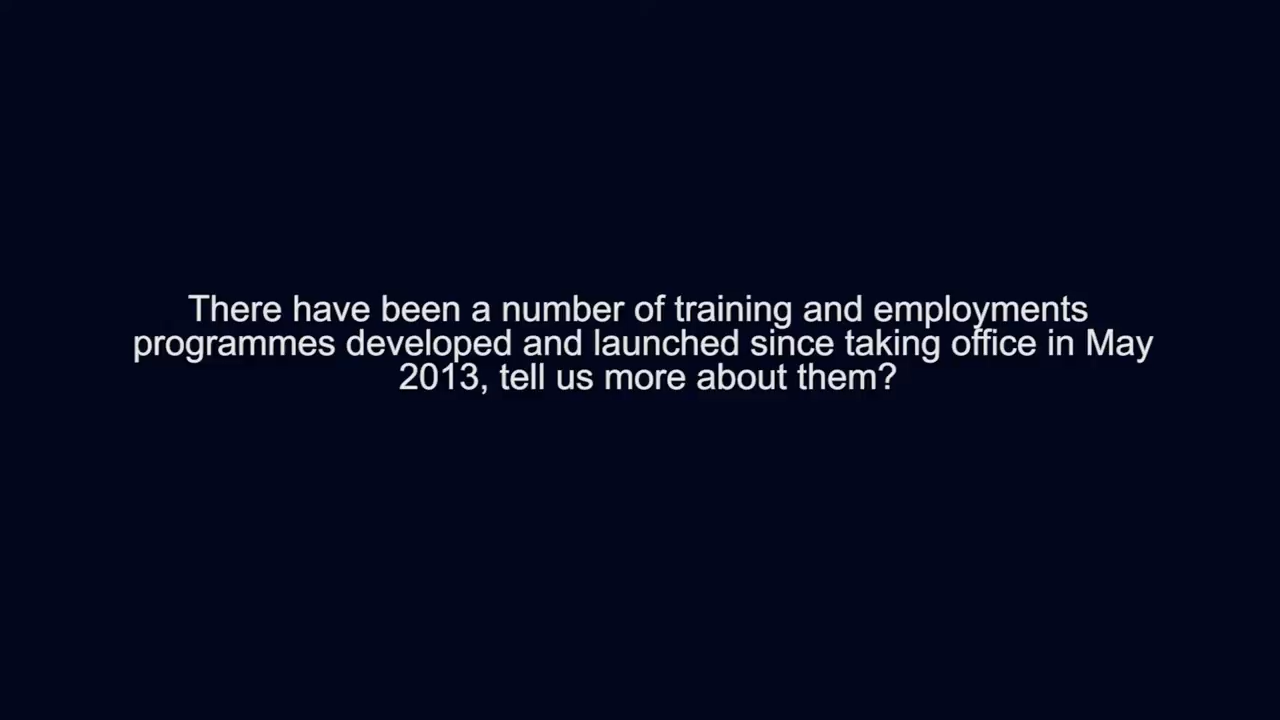 There have been a number of training and employments
programmes developed and launched since taking office in May
2013, tell us more about them?